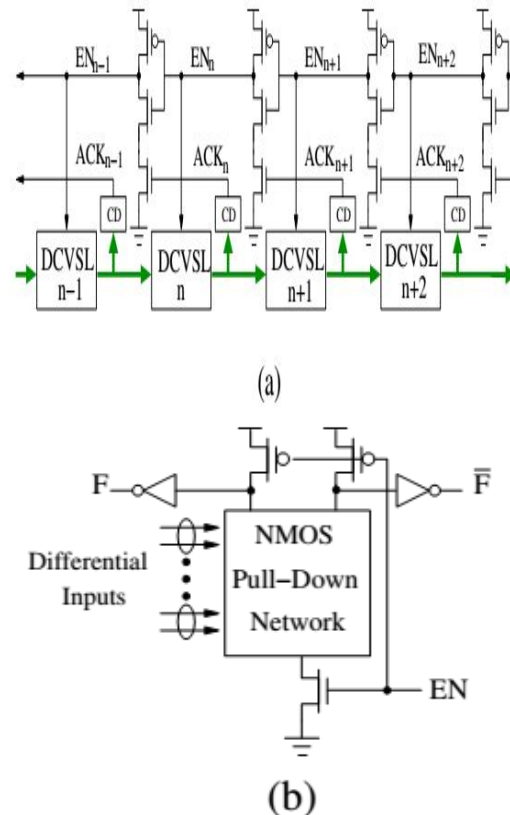 EN_{n-1} EN_n EN_{n+1} EN_{n+2}
ACK_{n-1} ACK_n ACK_{n+1} ACK_{n+2}
CD CD CD CD
DCVSL n-1
DCVSL n
DCVSL n+1
DCVSL n+2
(a)
F F̅
NMOS
Pull-Down
Network
Differential
Inputs
EN
(b)